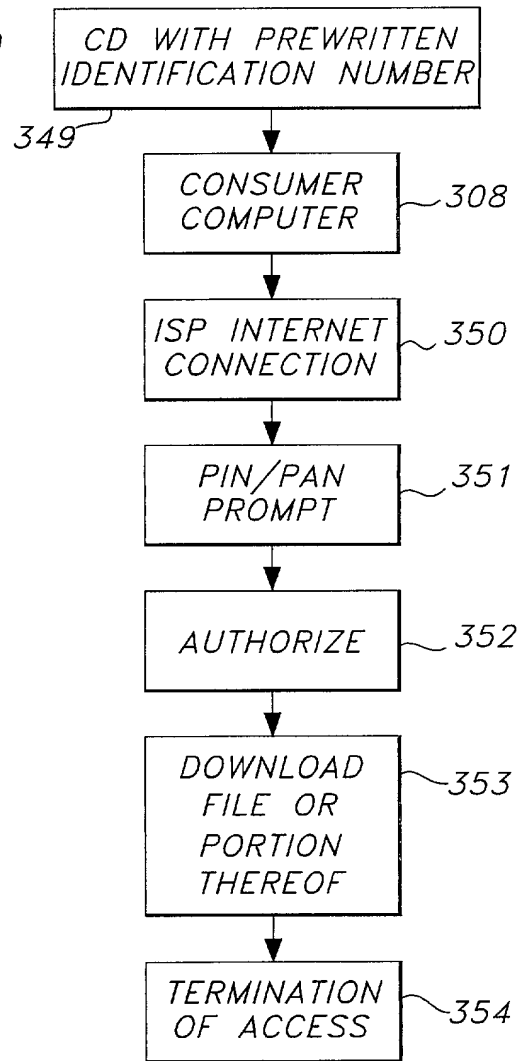 CD WITH PREWRITTEN
IDENTIFICATION NUMBER
349
CONSUMER
COMPUTER
308
ISP INTERNET
CONNECTION
350
PIN/PAN
PROMPT
351
AUTHORIZE
352
DOWNLOAD
FILE OR
PORTION
THEREOF
353
TERMINATION
OF ACCESS
354